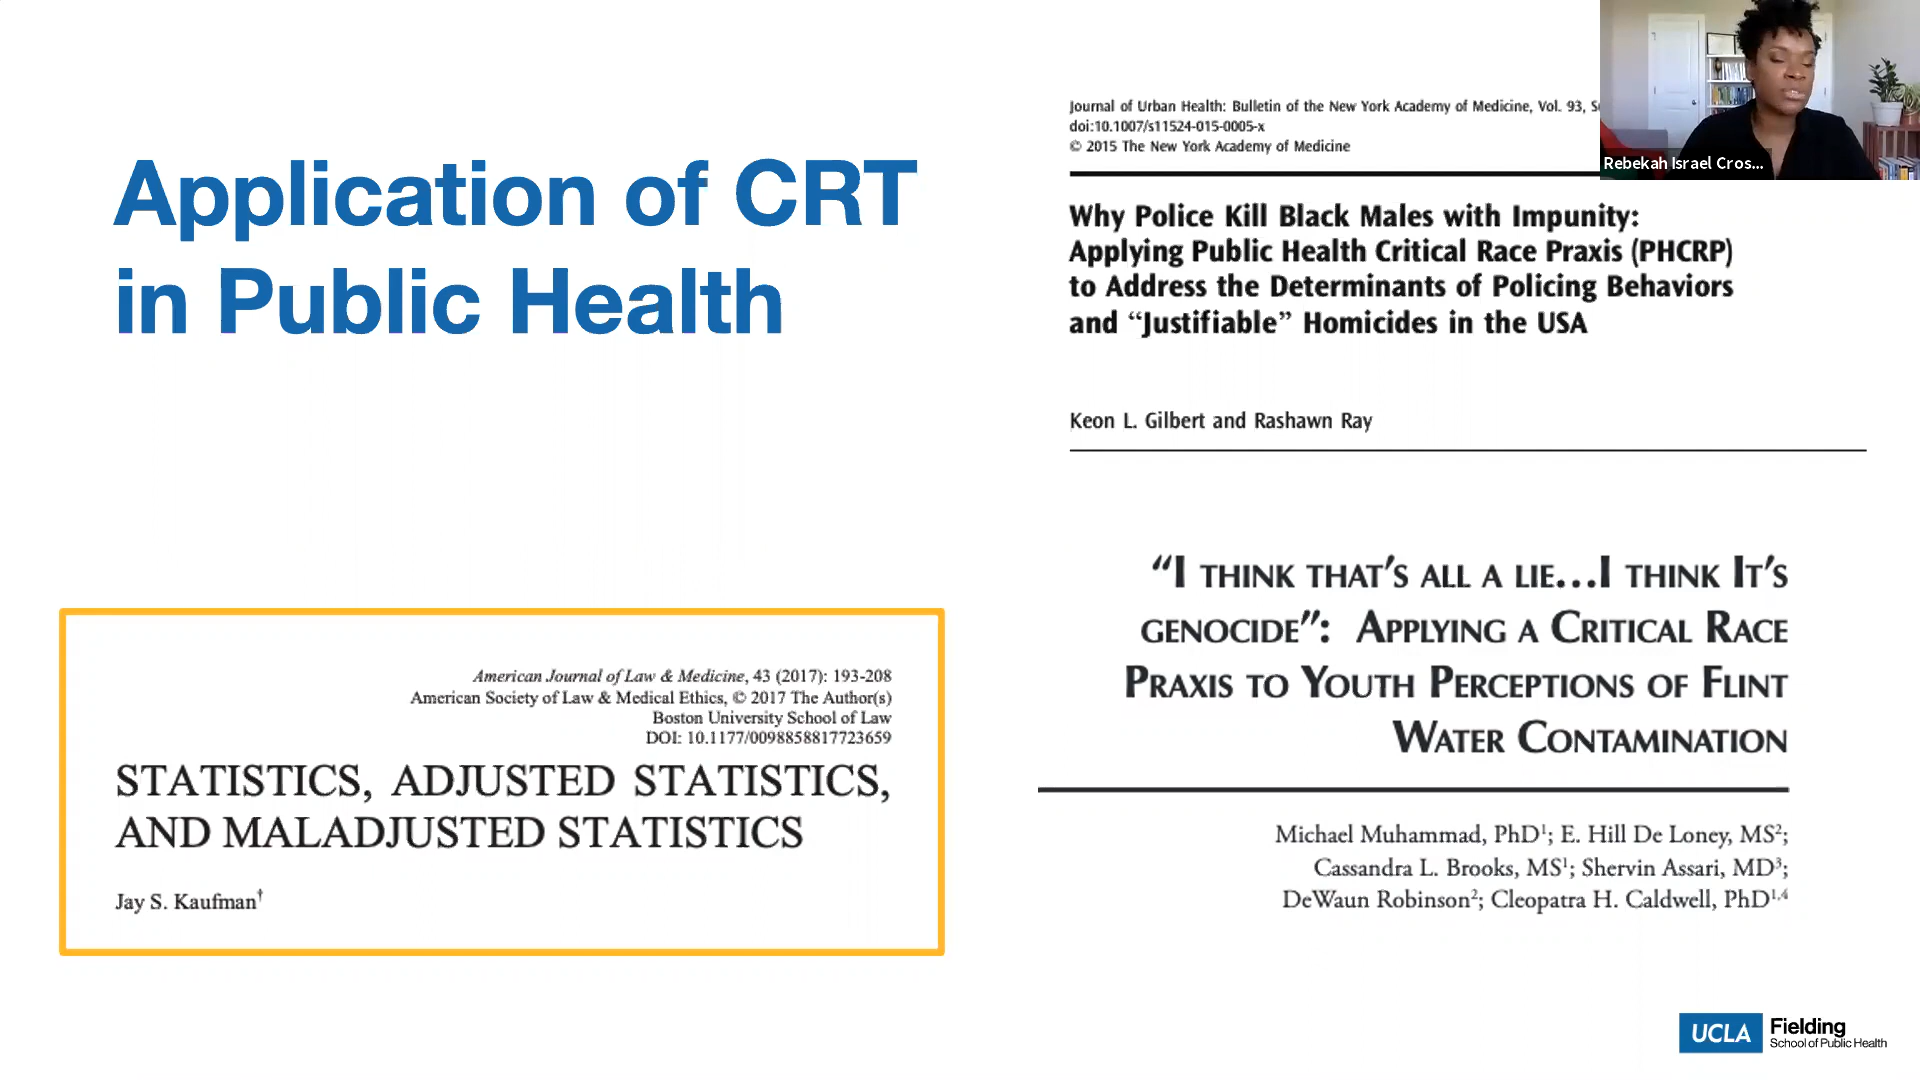 Application of CRT
in Public Health
American Journal of Law & Medicine, 43 (2017): 193-208
American Society of Law & Medical Ethics, © 2017 The Author(s)
Boston University School of Law
DOI: 10.1177/0098858817723659
STATISTICS, ADJUSTED STATISTICS,
AND MALADJUSTED STATISTICS
Jay S. Kaufman†
Journal of Urban Health: Bulletin of the New York Academy of Medicine, Vol. 93,
doi:10.1007/s11524-015-0005-x
© 2015 The New York Academy of Medicine
Why Police Kill Black Males with Impunity:
Applying Public Health Critical Race Praxis (PHCRP)
to Address the Determinants of Policing Behaviors
and “Justifiable” Homicides in the USA
Keon L. Gilbert and Rashawn Ray
“I think that’s all a lie…I think It’s
genocide”: Applying a Critical Race
Praxis to Youth Perceptions of Flint
Water Contamination
Michael Muhammad, PhD¹; E. Hill De Loney, MS²;
Cassandra L. Brooks, MS¹; Shervin Assari, MD³;
DeWaun Robinson²; Cleopatra H. Caldwell, PhD¹,⁴
Rebekah Israel Cros...
UCLA Fielding
School of Public Health